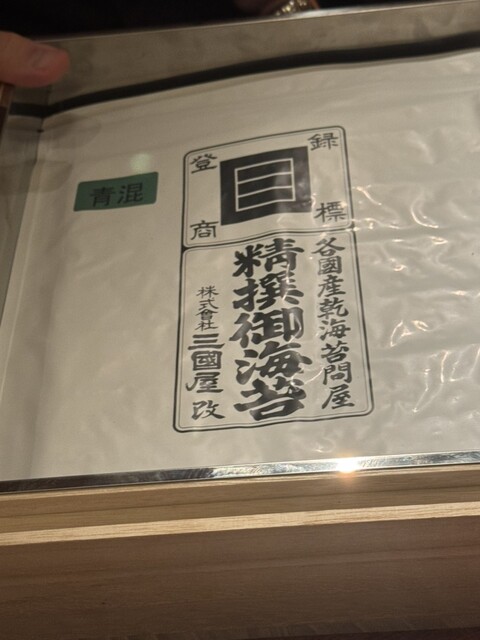 青混
登録商標
各國産乾海苔問屋
精撰御海苔
株式會社三國屋改